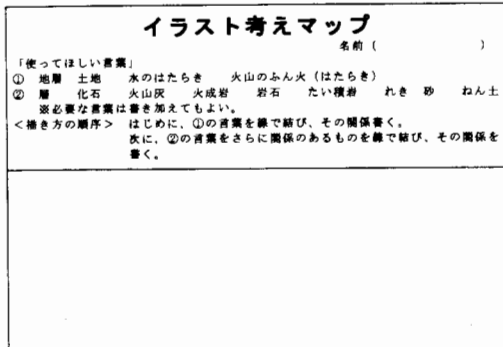 イラスト考えマップ
名前（　　　　　　　　）
「使ってほしい言葉」
① 地層　土地　水のはたらき　火山のふん火（はたらき）
② 層　化石　火山灰　火成岩　岩石　たい積岩　れき　砂　ねん土
※必要な言葉は書き加えてもよい。
＜描き方の順序＞　はじめに、①の言葉を線で結び、その関係書く。
次に、②の言葉をさらに関係のあるものを線で結び、その関係を
書く。